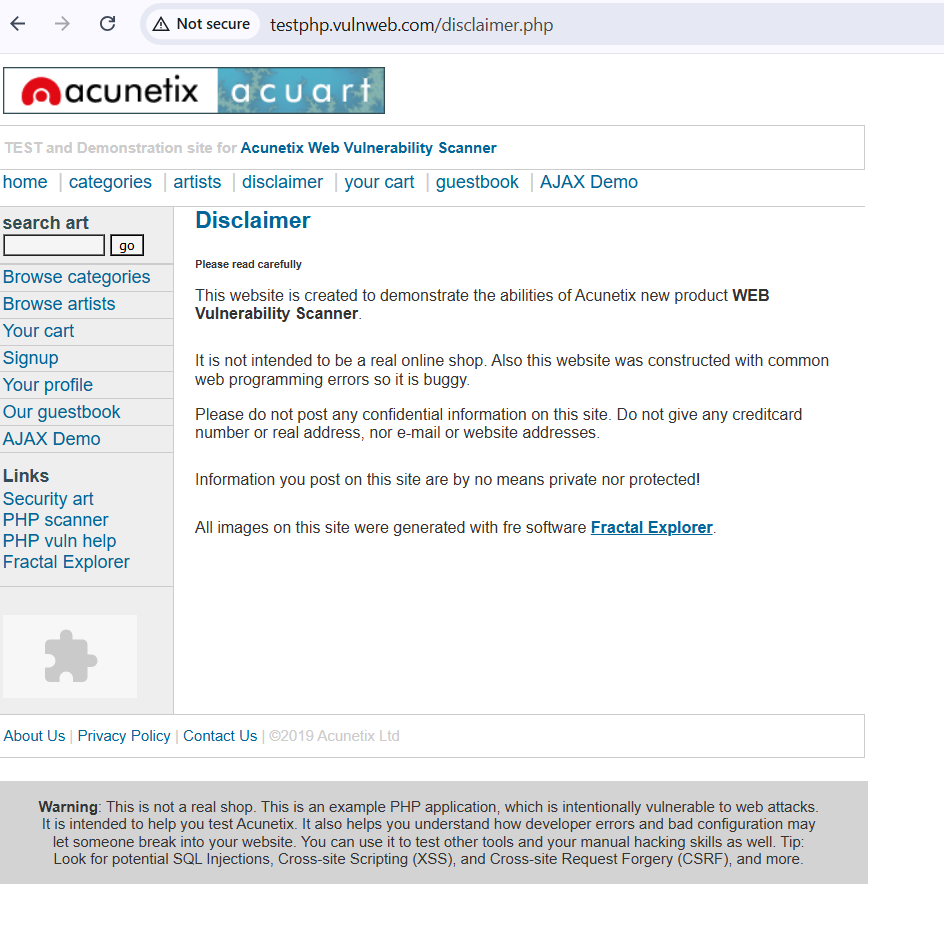 Not secure testphp.vulnweb.com/disclaimer.php
acunetix acuart
TEST and Demonstration site for Acunetix Web Vulnerability Scanner
home | categories | artists | disclaimer | your cart | guestbook | AJAX Demo
search art
go
Browse categories
Browse artists
Your cart
Signup
Your profile
Our guestbook
AJAX Demo
Links
Security art
PHP scanner
PHP vuln help
Fractal Explorer
Disclaimer
Please read carefully
This website is created to demonstrate the abilities of Acunetix new product WEB
Vulnerability Scanner.
It is not intended to be a real online shop. Also this website was constructed with common
web programming errors so it is buggy.
Please do not post any confidential information on this site. Do not give any creditcard
number or real address, nor e-mail or website addresses.
Information you post on this site are by no means private nor protected!
All images on this site were generated with fre software Fractal Explorer.
About Us | Privacy Policy | Contact Us | ©2019 Acunetix Ltd
Warning: This is not a real shop. This is an example PHP application, which is intentionally vulnerable to web attacks.
It is intended to help you test Acunetix. It also helps you understand how developer errors and bad configuration may
let someone break into your website. You can use it to test other tools and your manual hacking skills as well. Tip:
Look for potential SQL Injections, Cross-site Scripting (XSS), and Cross-site Request Forgery (CSRF), and more.